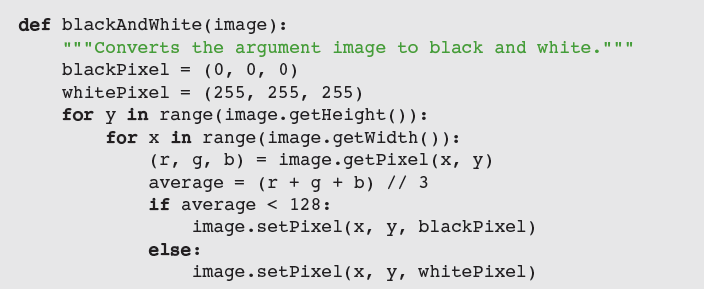 def blackAndWhite(image):
    """Converts the argument image to black and white."""
    blackPixel = (0, 0, 0)
    whitePixel = (255, 255, 255)
    for y in range(image.getHeight()):
        for x in range(image.getWidth()):
            (r, g, b) = image.getPixel(x, y)
            average = (r + g + b) // 3
            if average < 128:
                image.setPixel(x, y, blackPixel)
            else:
                image.setPixel(x, y, whitePixel)